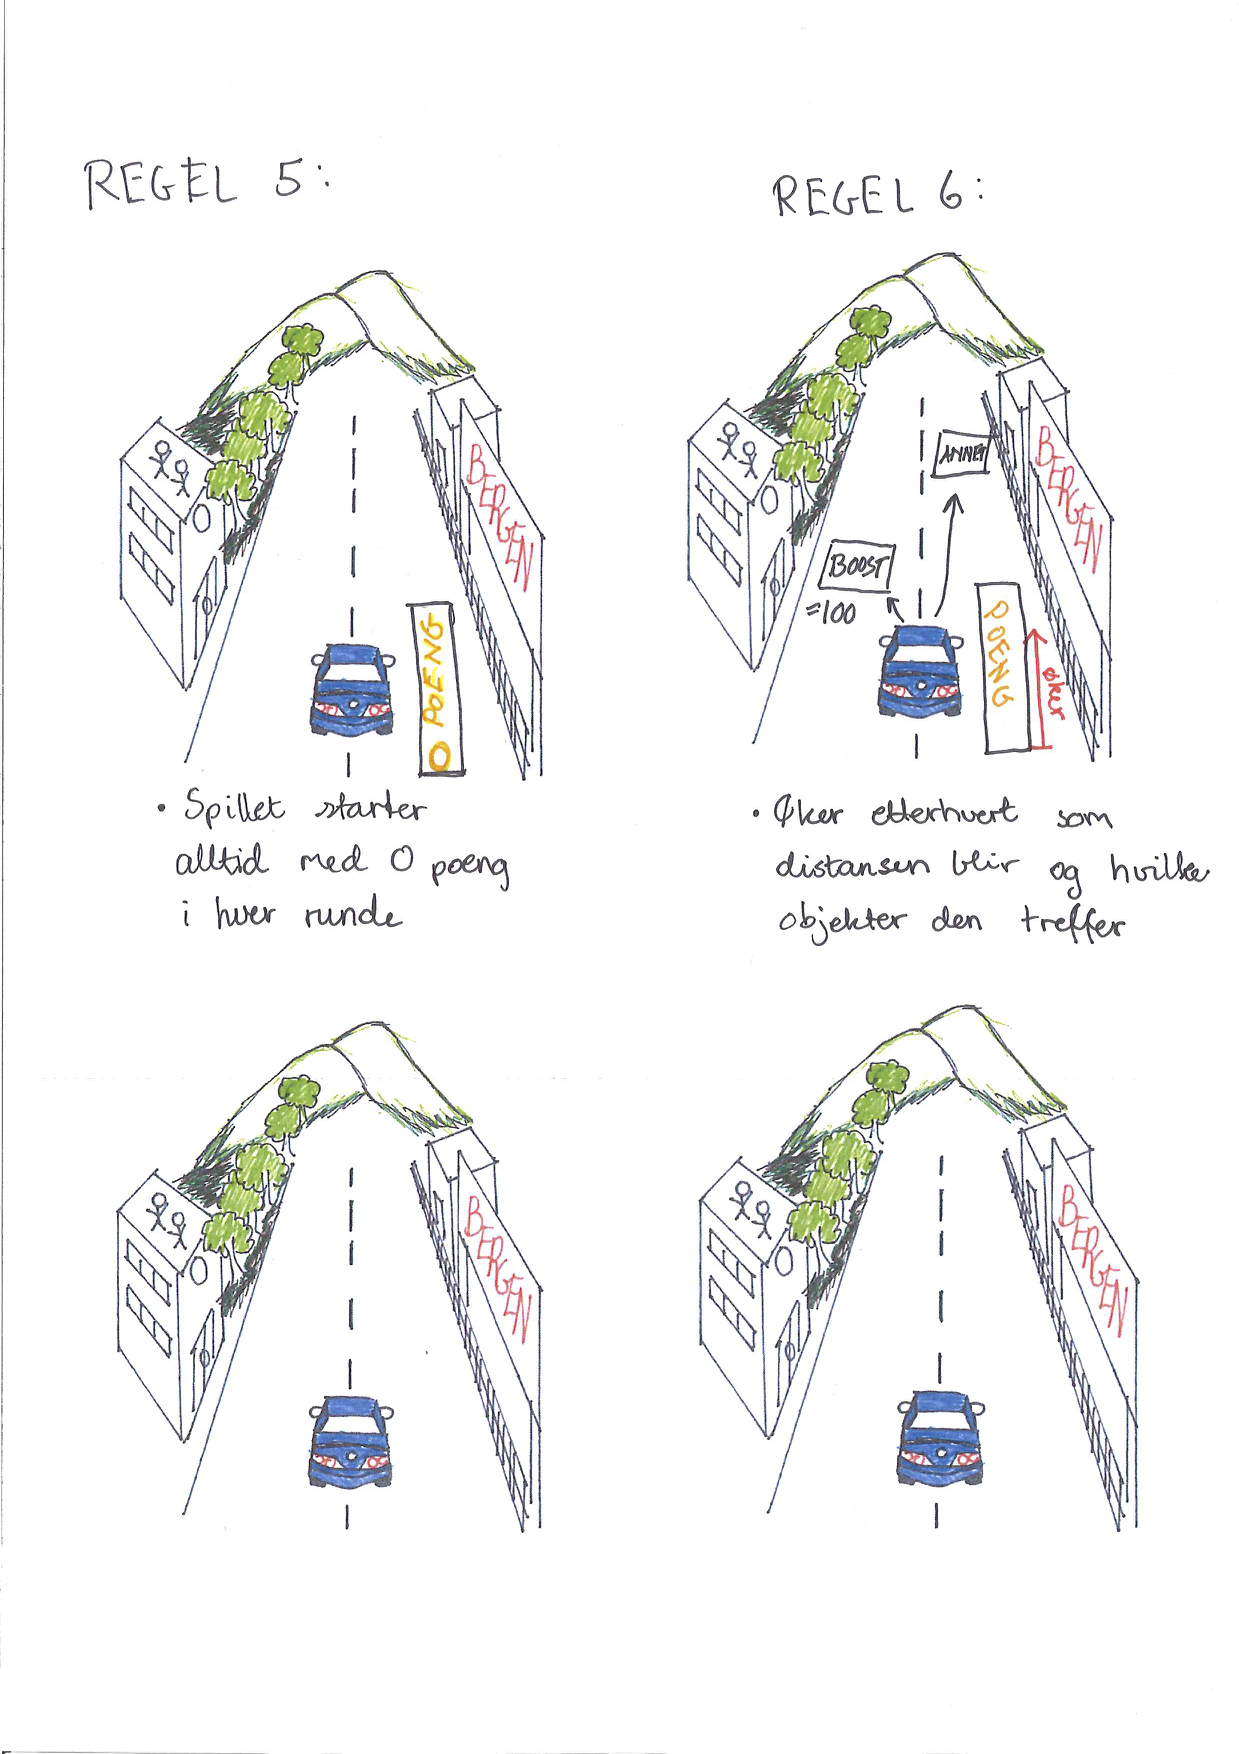 REGEL 5:
BERGEN
0 POENG
• Spillet starter
alltid med 0 poeng
i hver runde
REGEL 6:
BERGEN
ANNET
BOOST
=100
POENG
øker
• Øker etterhvert som
distansen blir og hvilke
objekter den treffer
BERGEN
BERGEN